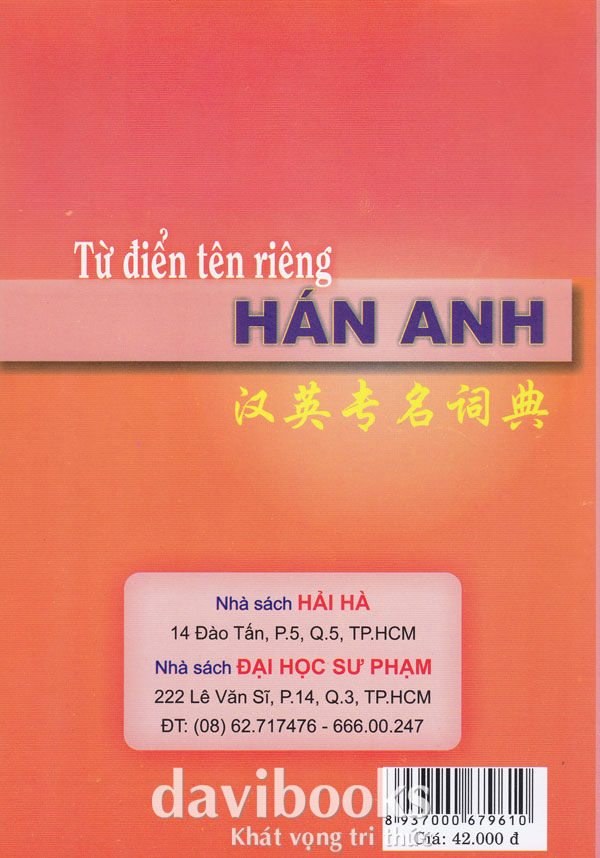 Từ điển tên riêng
HÁN ANH
汉英专名词典
Nhà sách HẢI HÀ
14 Đào Tấn, P.5, Q.5, TP.HCM
Nhà sách ĐẠI HỌC SƯ PHẠM
222 Lê Văn Sĩ, P.14, Q.3, TP.HCM
ĐT: (08) 62.717476 - 666.00.247
davibooks
Khát vọng tri thức
8 937000 679610
Giá: 42.000 đ